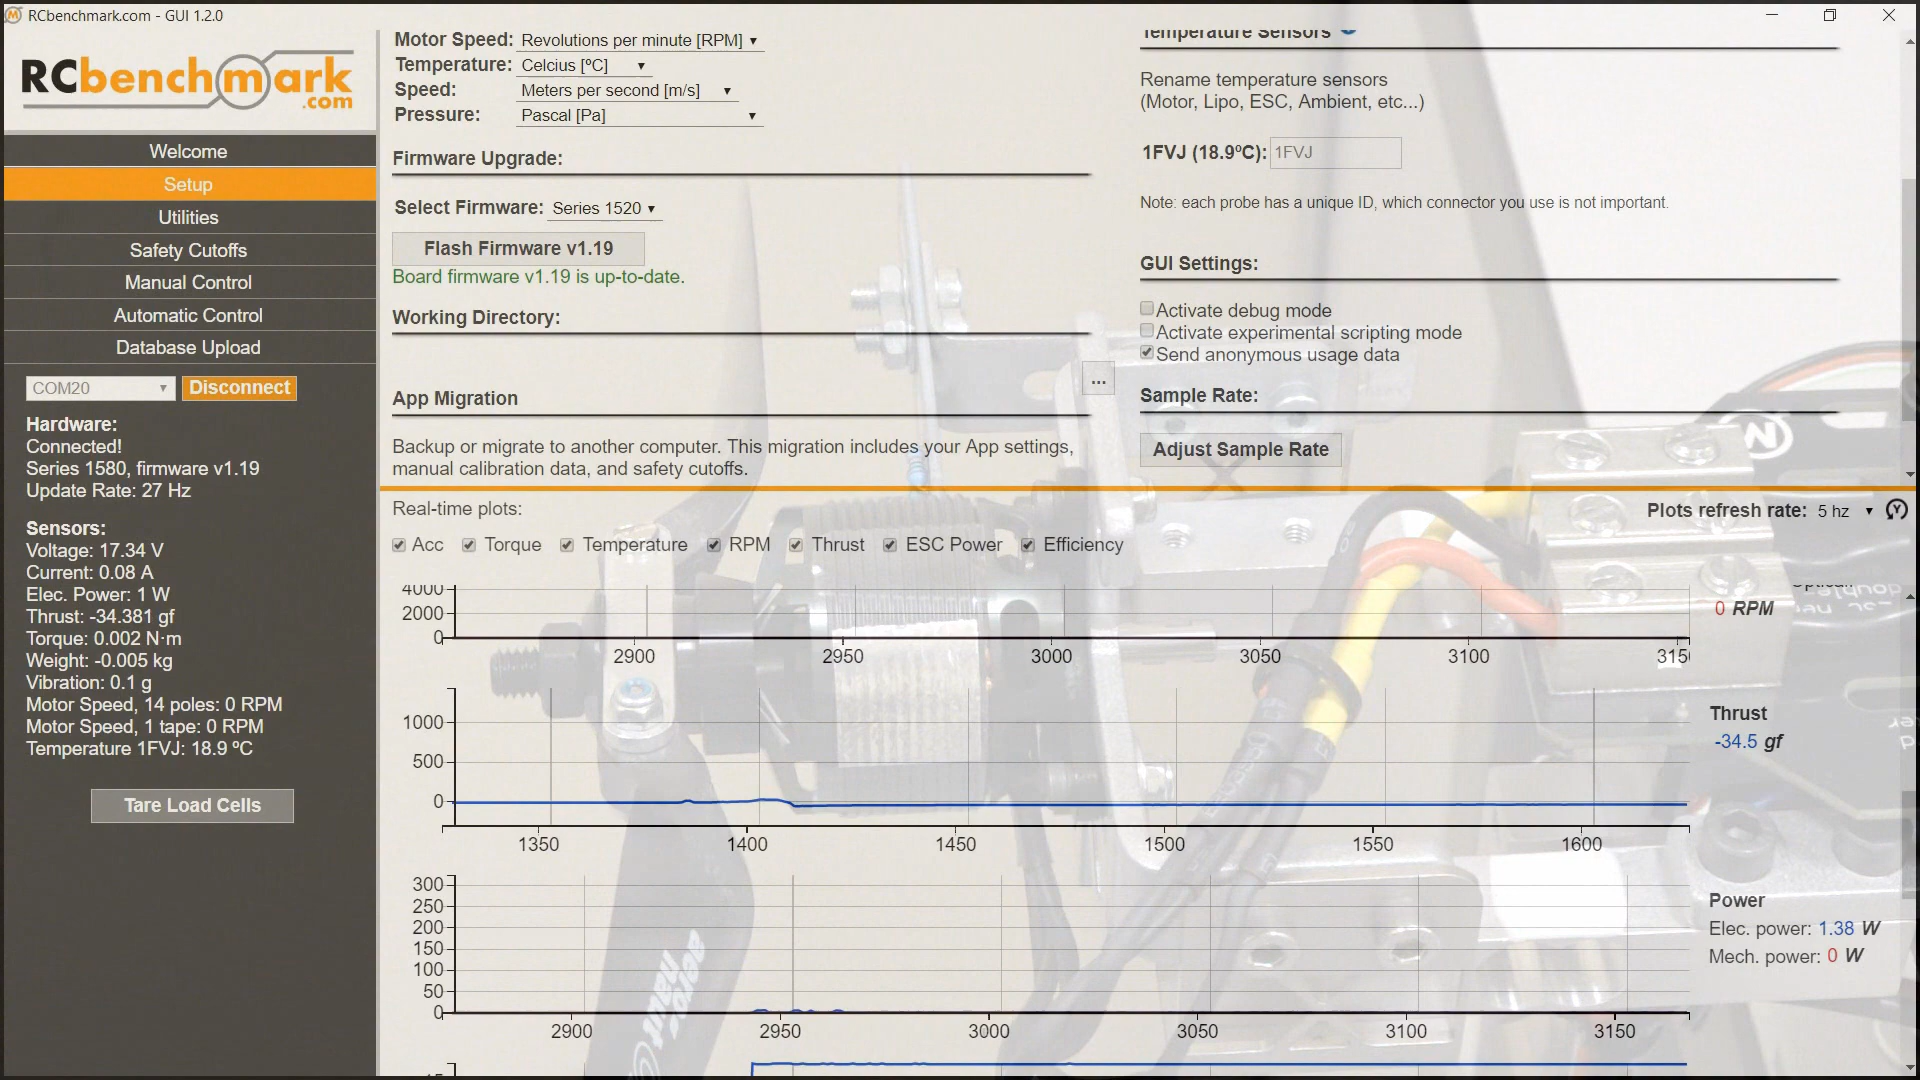 RCbenchmark.com - GUI 1.2.0
RCbenchmark
.com
Welcome
Setup
Utilities
Safety Cutoffs
Manual Control
Automatic Control
Database Upload
COM20
Disconnect
Hardware:
Connected!
Series 1580, firmware v1.19
Update Rate: 27 Hz
Sensors:
Voltage: 17.34 V
Current: 0.08 A
Elec. Power: 1 W
Thrust: -34.381 gf
Torque: 0.002 N·m
Weight: -0.005 kg
Vibration: 0.1 g
Motor Speed, 14 poles: 0 RPM
Motor Speed, 1 tape: 0 RPM
Temperature 1FVJ: 18.9 ºC
Tare Load Cells
Motor Speed: Revolutions per minute [RPM]
Temperature: Celcius [ºC]
Speed: Meters per second [m/s]
Pressure: Pascal [Pa]
Firmware Upgrade:
Select Firmware: Series 1520
Flash Firmware v1.19
Board firmware v1.19 is up-to-date.
Working Directory:
...
App Migration
Backup or migrate to another computer. This migration includes your App settings,
manual calibration data, and safety cutoffs.
Temperature Sensors
Rename temperature sensors
(Motor, Lipo, ESC, Ambient, etc...)
1FVJ (18.9ºC): 1FVJ
Note: each probe has a unique ID, which connector you use is not important.
GUI Settings:
Activate debug mode
Activate experimental scripting mode
Send anonymous usage data
Sample Rate:
Adjust Sample Rate
Real-time plots:
Plots refresh rate: 5 hz
Acc Torque Temperature RPM Thrust ESC Power Efficiency
4000
2000
0
2900 2950 3000 3050 3100 315
Optical:
0 RPM
1000
500
0
1350 1400 1450 1500 1550 1600
Thrust
-34.5 gf
300
250
200
150
100
50
0
2900 2950 3000 3050 3100 3150
Power
Elec. power: 1.38 W
Mech. power: 0 W
15
aero
naut